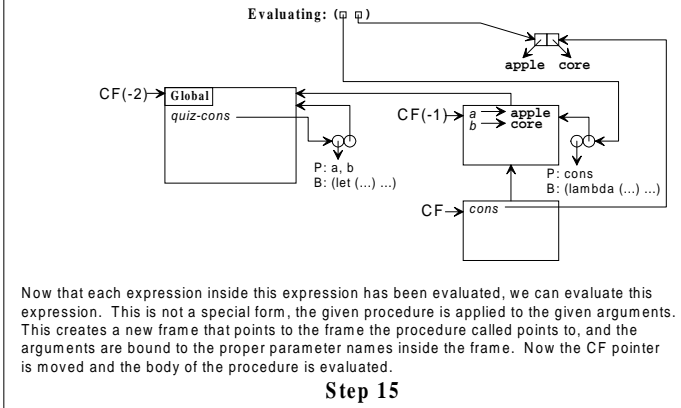 Evaluating: ( )
apple core
CF(-2)
Global
quiz-cons
P: a, b
B: (let (...) ...)
CF(-1)
a apple
b core
P: cons
B: (lambda (...) ...)
CF
cons
Now that each expression inside this expression has been evaluated, we can evaluate this
expression. This is not a special form, the given procedure is applied to the given arguments.
This creates a new frame that points to the frame the procedure called points to, and the
arguments are bound to the proper parameter names inside the frame. Now the CF pointer
is moved and the body of the procedure is evaluated.
Step 15